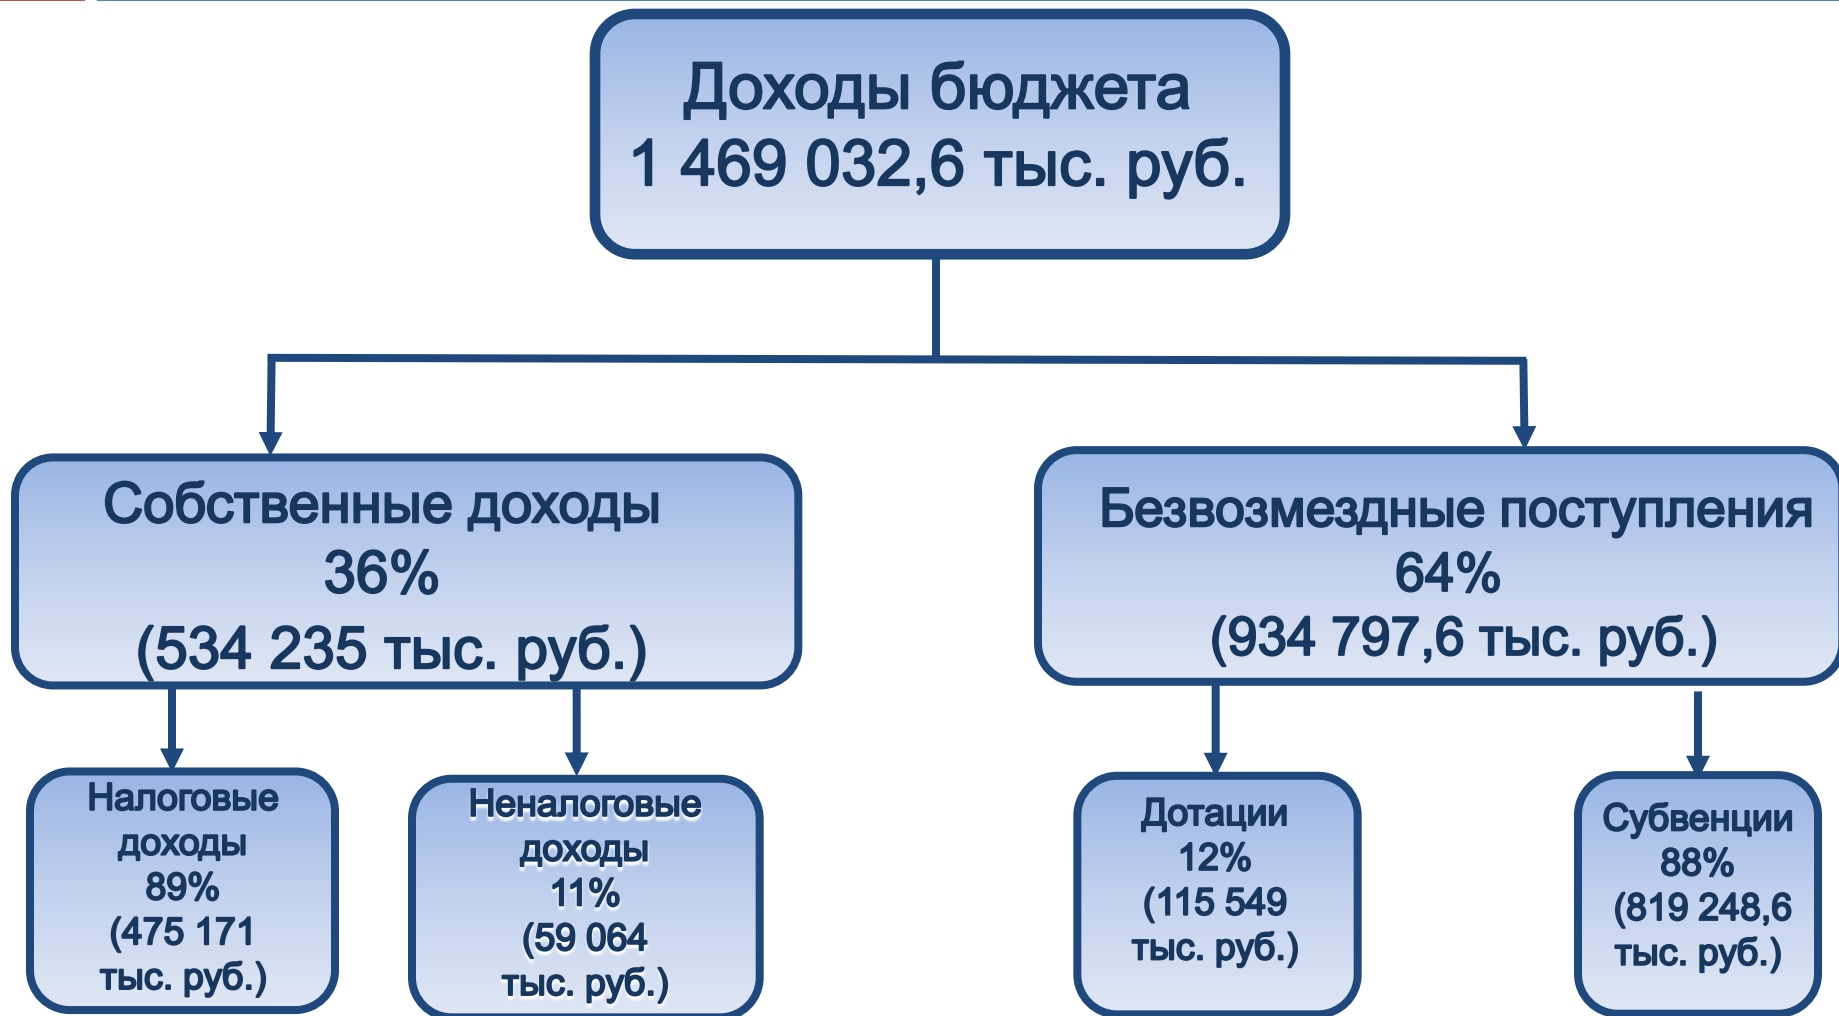 Доходы бюджета
1 469 032,6 тыс. руб.
Собственные доходы
36%
(534 235 тыс. руб.)
Безвозмездные поступления
64%
(934 797,6 тыс. руб.)
Налоговые
доходы
89%
(475 171
тыс. руб.)
Неналоговые
доходы
11%
(59 064
тыс. руб.)
Дотации
12%
(115 549
тыс. руб.)
Субвенции
88%
(819 248,6
тыс. руб.)